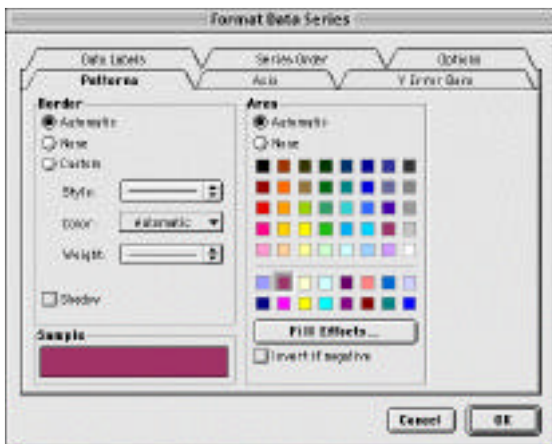 Format Data Series
Data Labels Series Order Options
Patterns Axis Y Error Bars
Border
Automatic
None
Custom
Style:
Color: Automatic
Weight:
Shadow
Sample
Area
Automatic
None
Fill Effects...
Invert if negative
Cancel OK